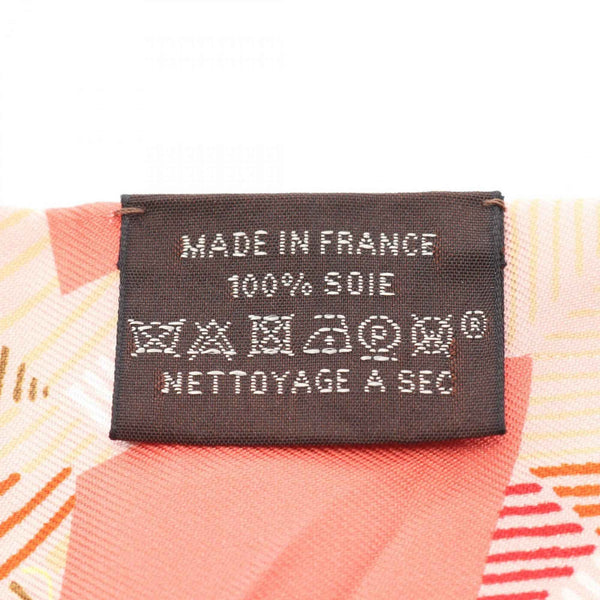 MADE IN FRANCE
100% SOIE
P W ®
NETTOYAGE A SEC